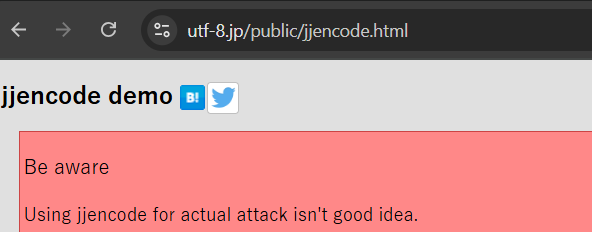 utf-8.jp/public/jjencode.html
jjencode demo B!
Be aware
Using jjencode for actual attack isn't good idea.